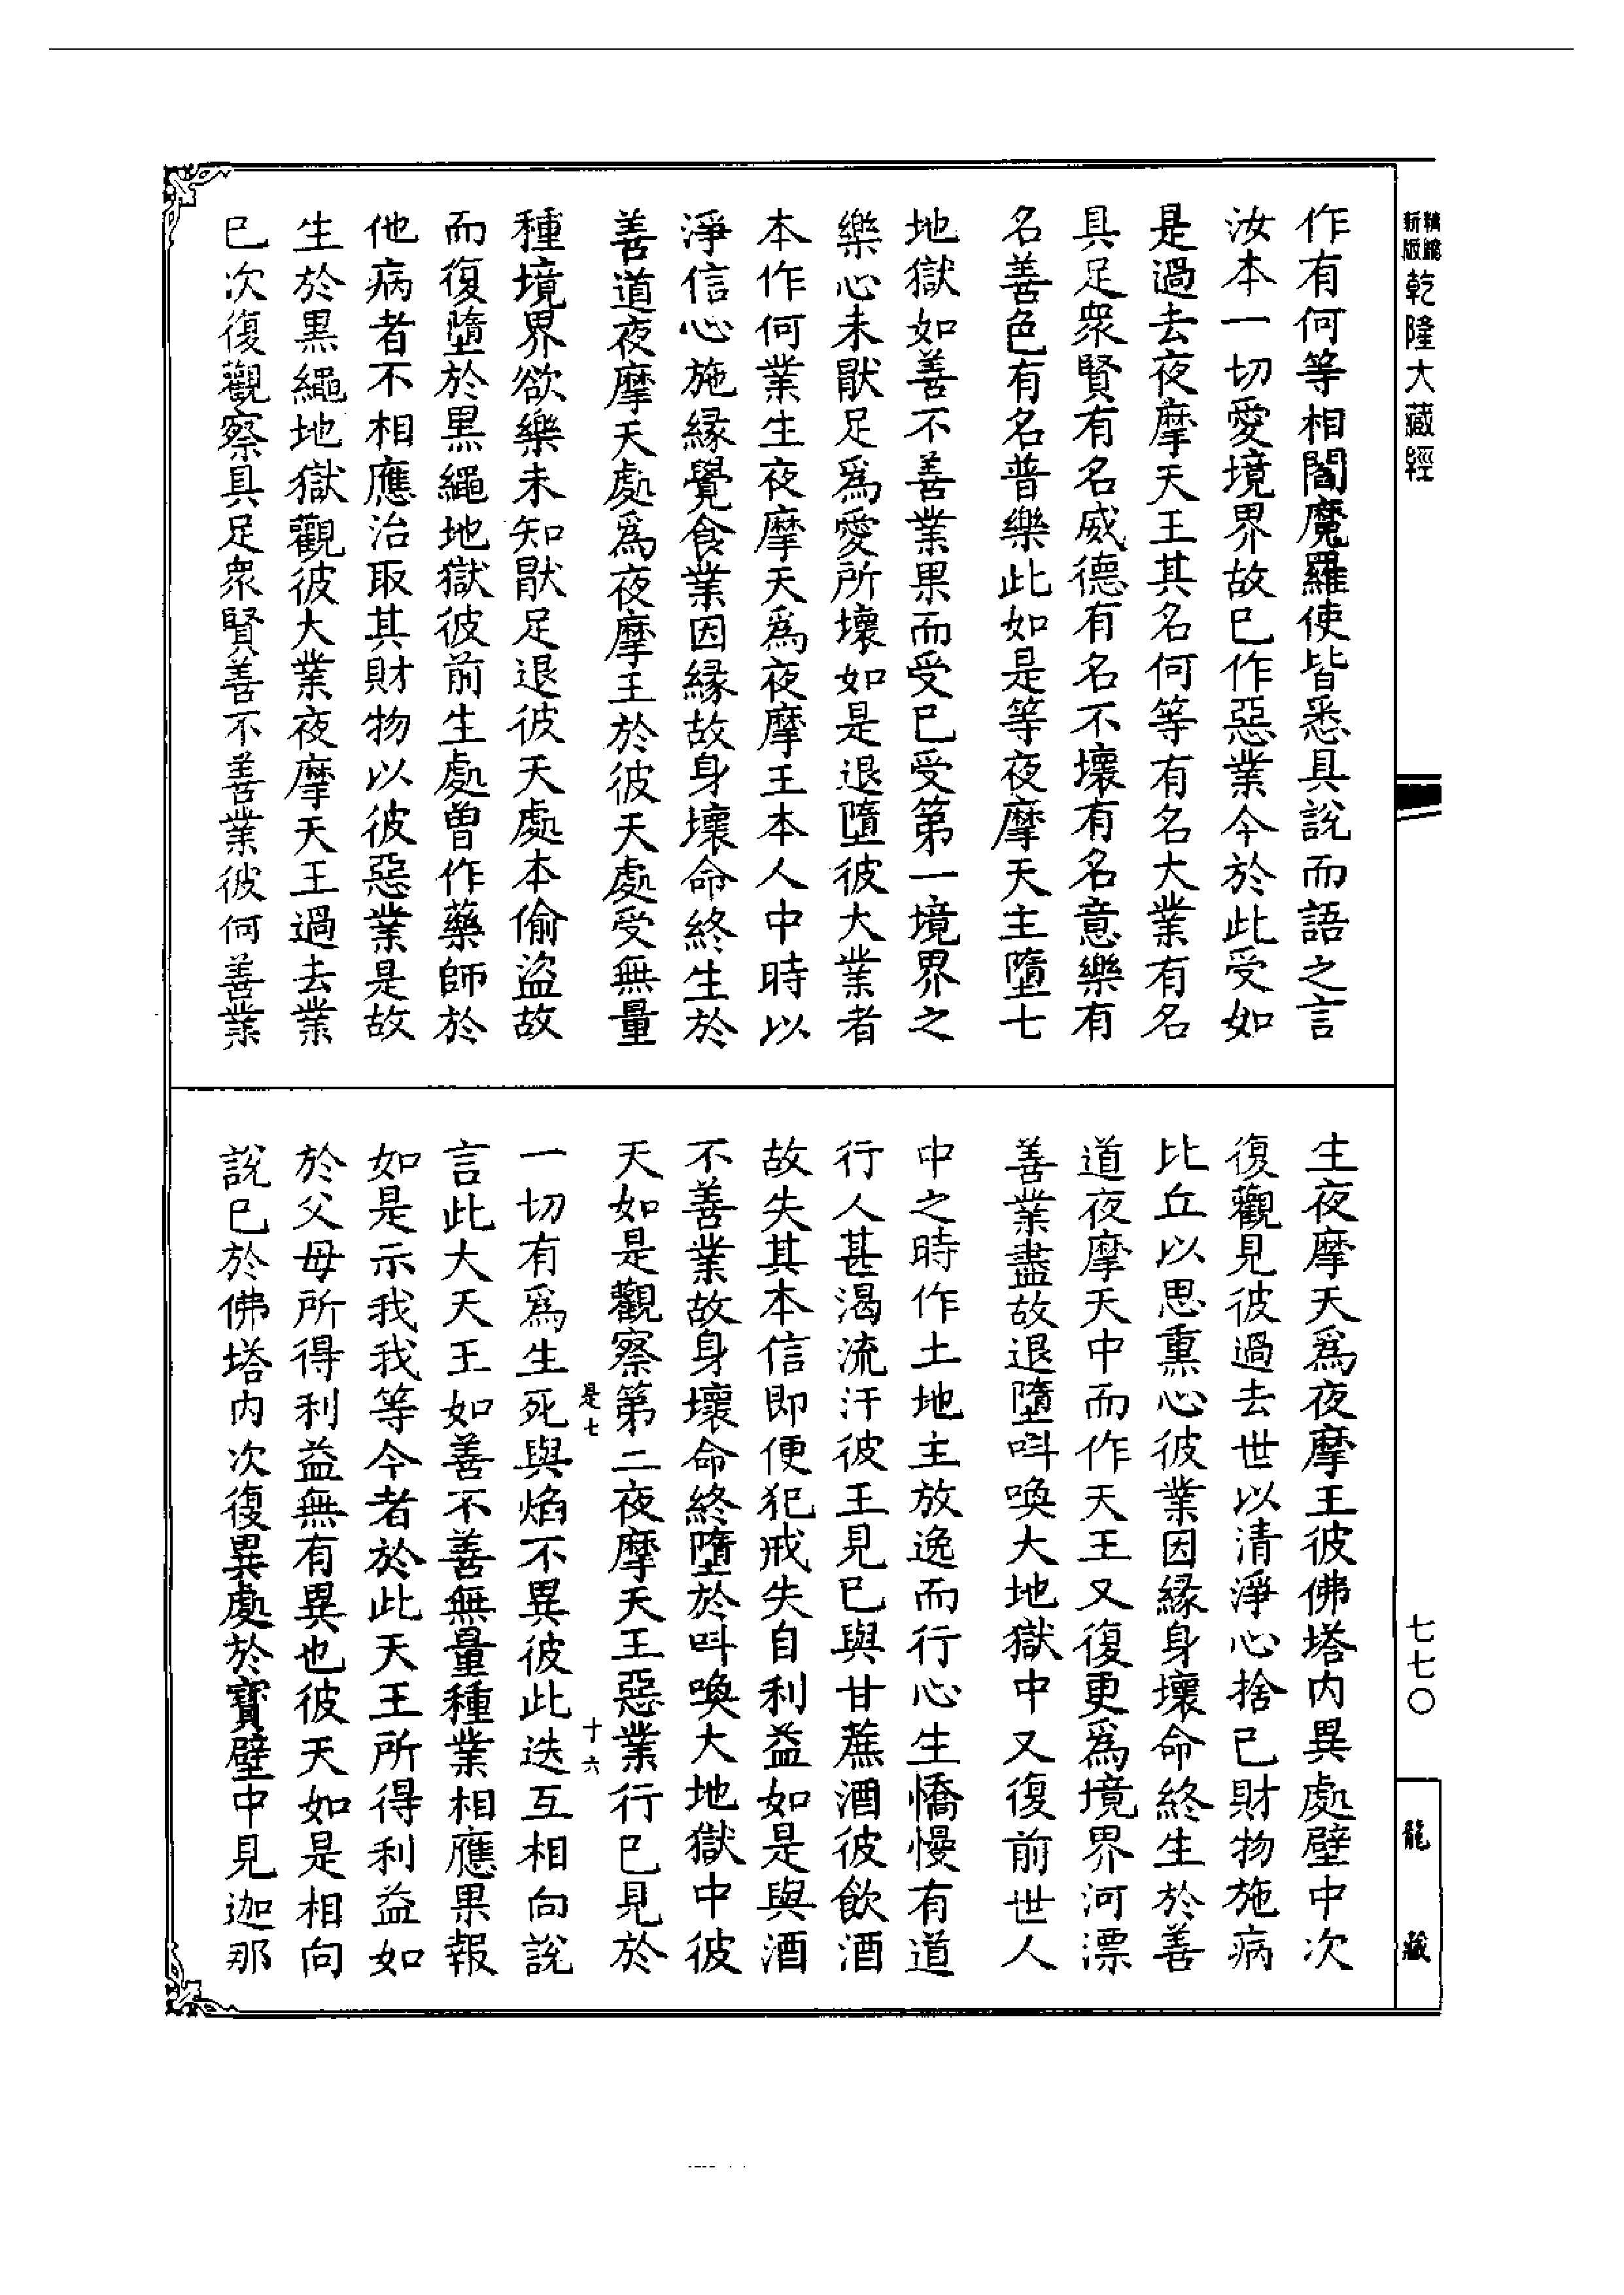 新版 精縮 乾隆大藏經
七七〇
龍藏
作有何等相閻魔羅使皆悉具說而語之言
汝本一切愛境界故已作惡業今於此受如
是過去夜摩天王其名何等有名大業有名
具足衆賢有名威德有名不壞有名意樂有
名善色有名普樂此如是等夜摩天主墮七
地獄如善不善業果而受已受第一境界之
樂心未猒足爲愛所壞如是退墮彼大業者
本作何業生夜摩天爲夜摩王本人中時以
淨信心施緣覺食業因緣故身壞命終生於
善道夜摩天處爲夜摩王於彼天處受無量
種境界欲樂未知猒足退彼天處本偷盜故
而復墮於黑繩地獄彼前生處曾作藥師於
他病者不相應治取其財物以彼惡業是故
生於黑繩地獄觀彼大業夜摩天王過去業
已次復觀察具足衆賢善不善業彼何善業
生夜摩天爲夜摩王彼佛塔内異處壁中次
復觀見彼過去世以清淨心捨已財物施病
比丘以思熏心彼業因緣身壞命終生於善
道夜摩天中而作天王又復更爲境界河漂
善業盡故退墮叫喚大地獄中又復前世人
中之時作土地主放逸而行心生憍慢有道
行人甚渴流汗彼王見已與甘蔗酒彼飲酒
故失其本信即便犯戒失自利益如是與酒
不善業故身壞命終墮於叫喚大地獄中彼
天如是觀察第二夜摩天王惡業行已見於
是七 十六
一切有爲生死與焰不異彼此迭互相向說
言此大天王如善不善無量種業相應果報
如是示我我等今者於此天王所得利益如
於父母所得利益無有異也彼天如是相向
說已於佛塔内次復異處於寶壁中見迦那